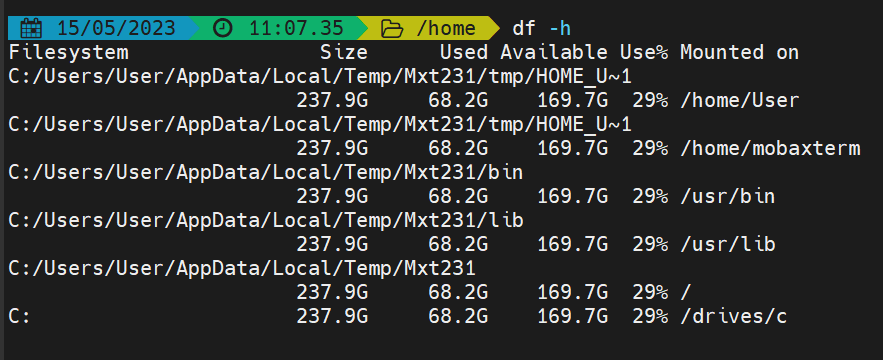 15/05/2023 11:07.35 /home df -h
Filesystem Size Used Available Use% Mounted on
C:/Users/User/AppData/Local/Temp/Mxt231/tmp/HOME_U~1
237.9G 68.2G 169.7G 29% /home/User
C:/Users/User/AppData/Local/Temp/Mxt231/tmp/HOME_U~1
237.9G 68.2G 169.7G 29% /home/mobaxterm
C:/Users/User/AppData/Local/Temp/Mxt231/bin
237.9G 68.2G 169.7G 29% /usr/bin
C:/Users/User/AppData/Local/Temp/Mxt231/lib
237.9G 68.2G 169.7G 29% /usr/lib
C:/Users/User/AppData/Local/Temp/Mxt231
237.9G 68.2G 169.7G 29% /
C: 237.9G 68.2G 169.7G 29% /drives/c